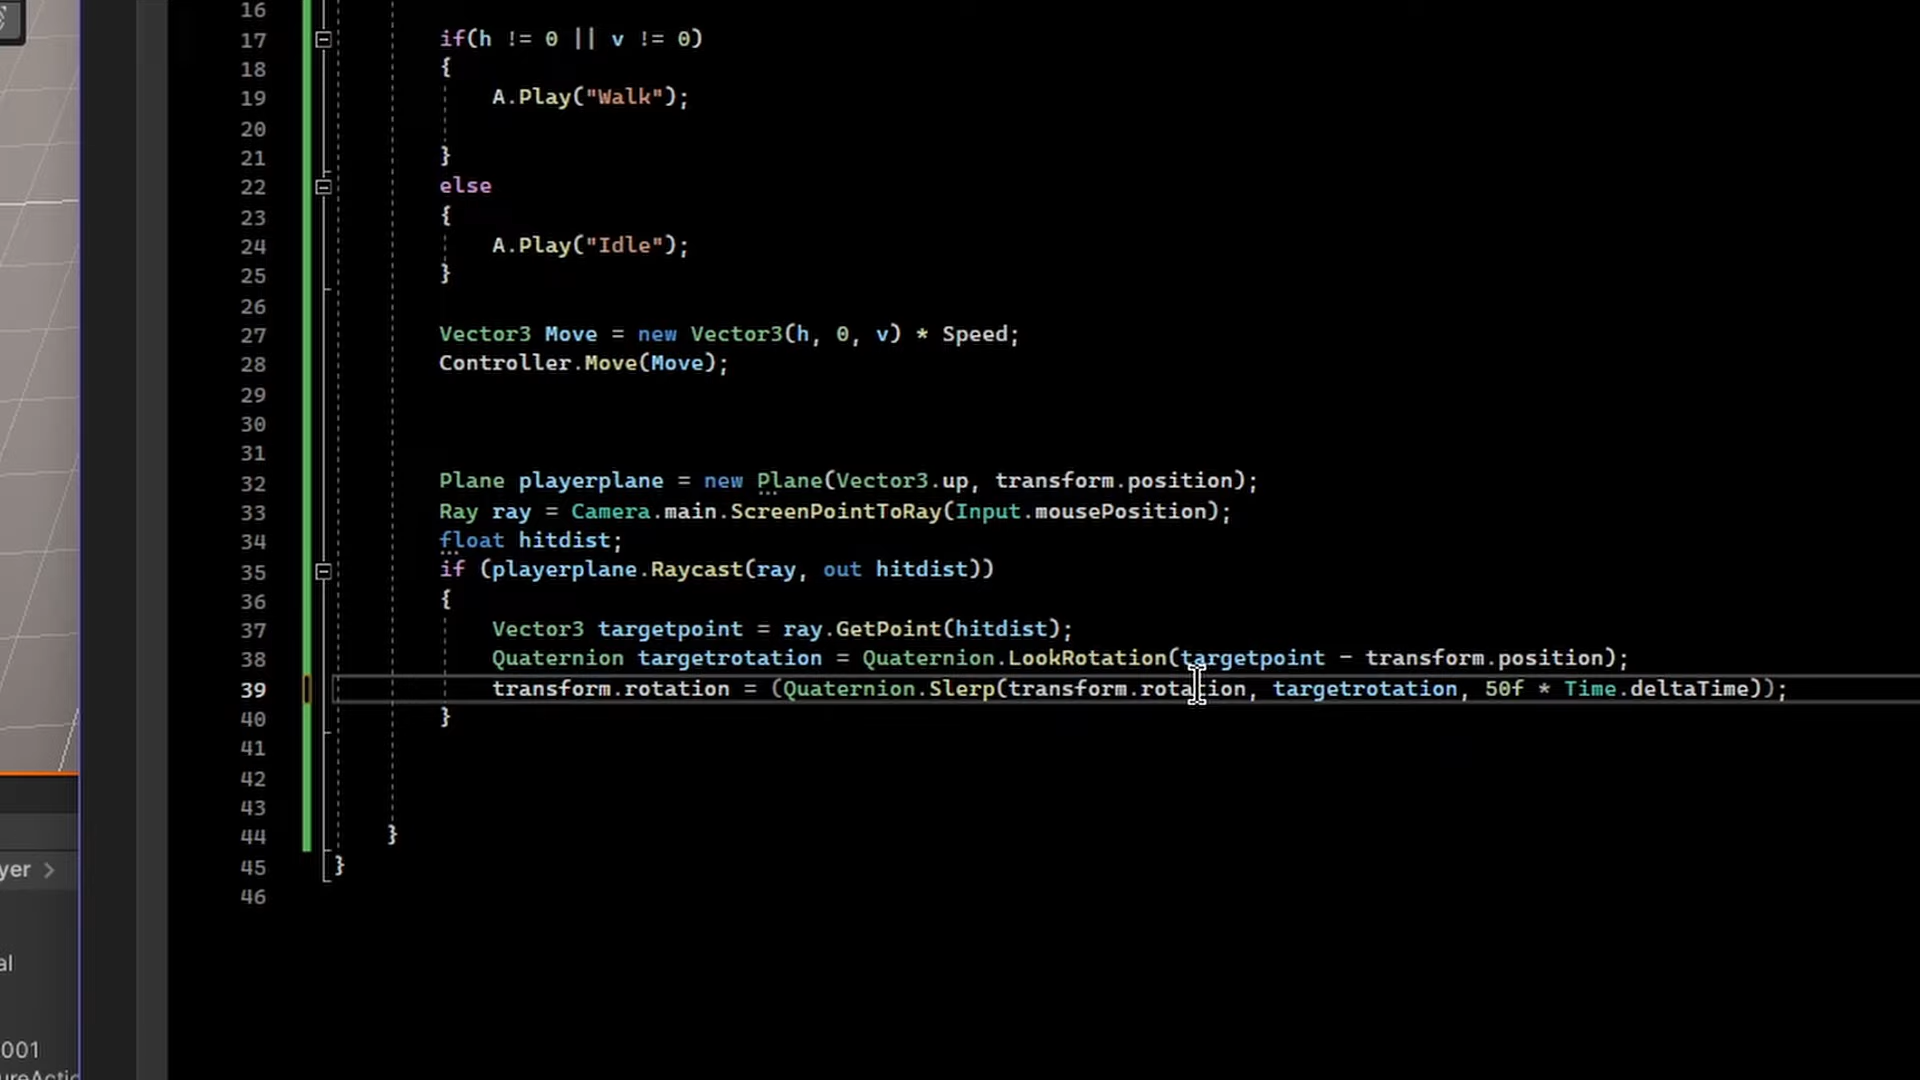 16
17 if(h != 0 || v != 0)
18 {
19 A.Play("Walk");
20
21 }
22 else
23 {
24 A.Play("Idle");
25 }
26
27 Vector3 Move = new Vector3(h, 0, v) * Speed;
28 Controller.Move(Move);
29
30
31
32 Plane playerplane = new Plane(Vector3.up, transform.position);
33 Ray ray = Camera.main.ScreenPointToRay(Input.mousePosition);
34 float hitdist;
35 if (playerplane.Raycast(ray, out hitdist))
36 {
37 Vector3 targetpoint = ray.GetPoint(hitdist);
38 Quaternion targetrotation = Quaternion.LookRotation(targetpoint - transform.position);
39 transform.rotation = (Quaternion.Slerp(transform.rotation, targetrotation, 50f * Time.deltaTime));
40 }
41
42
43
44 }
45 }
46
yer >
al
001
ureActio